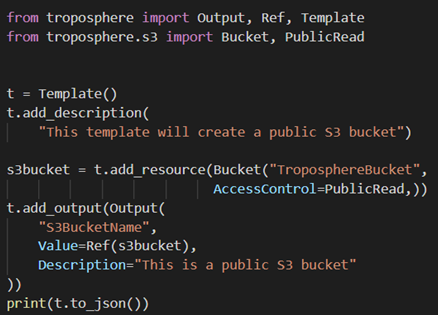 from troposphere import Output, Ref, Template
from troposphere.s3 import Bucket, PublicRead
t = Template()
t.add_description(
"This template will create a public S3 bucket")
s3bucket = t.add_resource(Bucket("TroposphereBucket",
AccessControl=PublicRead,))
t.add_output(Output(
"S3BucketName",
Value=Ref(s3bucket),
Description="This is a public S3 bucket"
))
print(t.to_json())